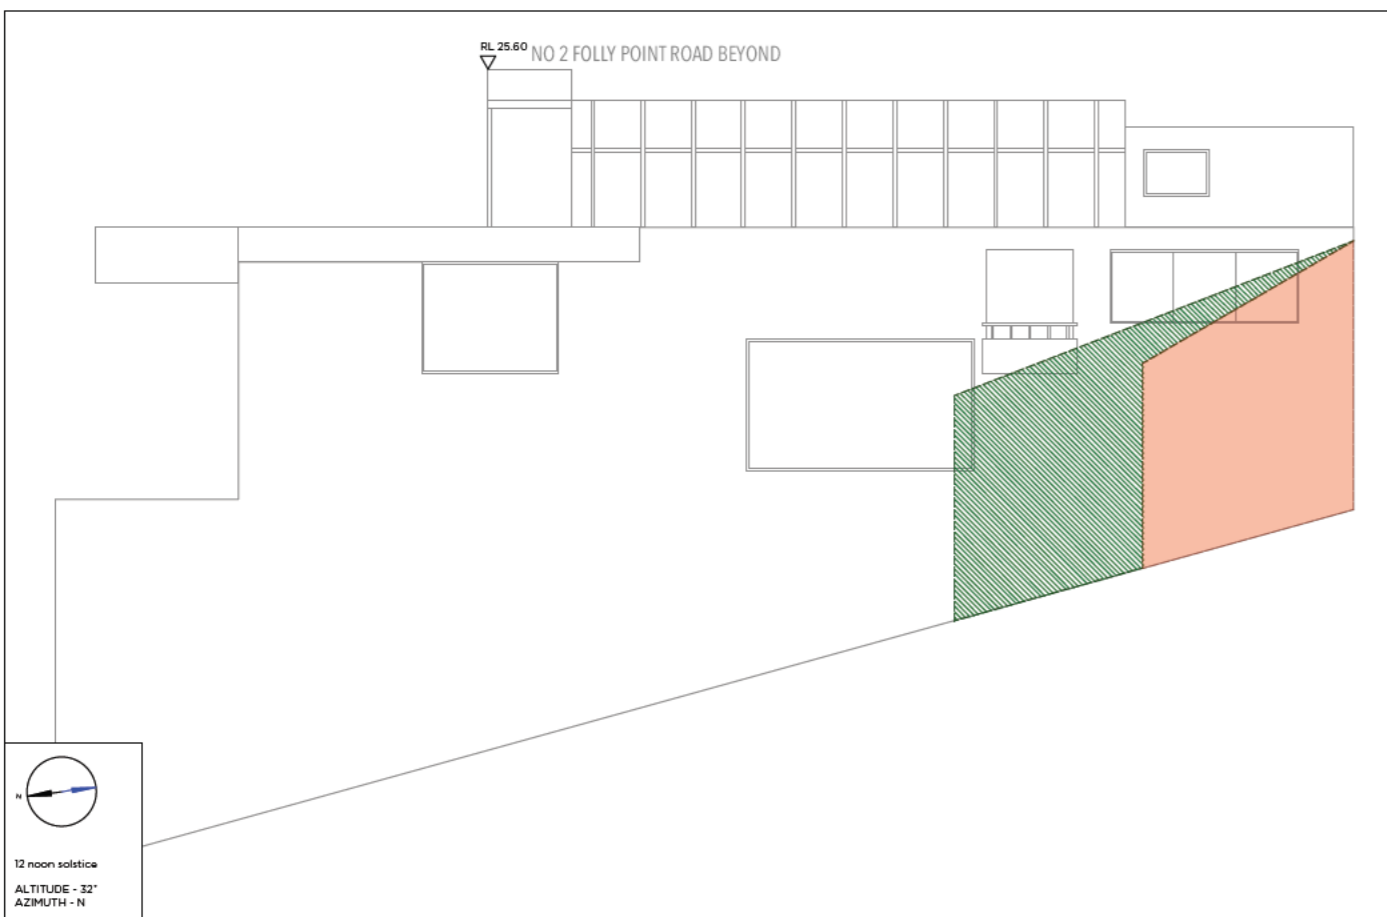 RL 25.60
NO 2 FOLLY POINT ROAD BEYOND
N
12 noon solstice
ALTITUDE - 32°
AZIMUTH - N